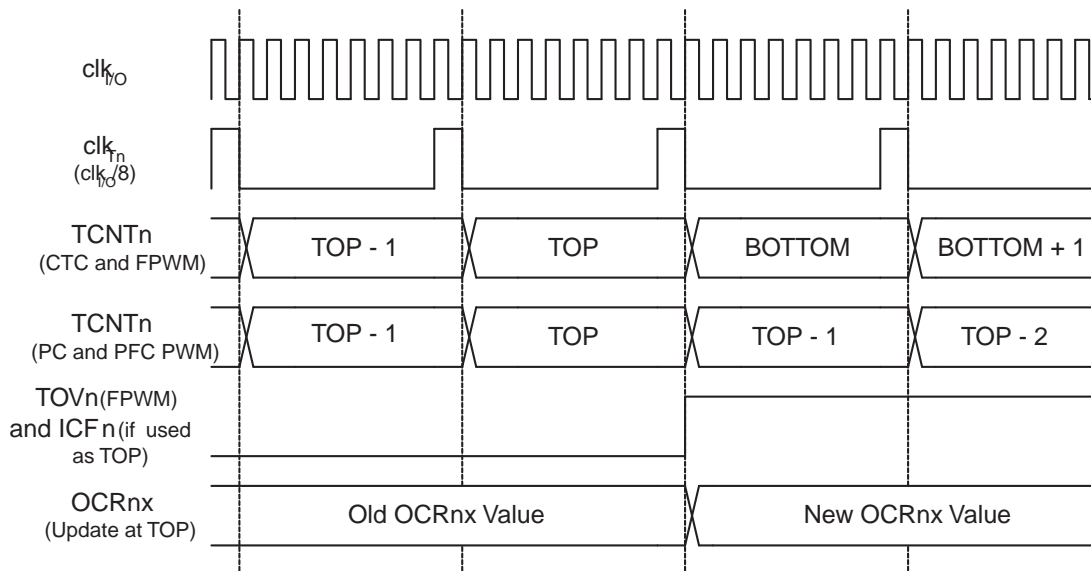 clkI/O
clkTn
(clkI/O/8)
TCNTn
(CTC and FPWM)
TOP - 1
TOP
BOTTOM
BOTTOM + 1
TCNTn
(PC and PFC PWM)
TOP - 1
TOP
TOP - 1
TOP - 2
TOVn(FPWM)
and ICFn(if used
as TOP)
OCRnx
(Update at TOP)
Old OCRnx Value
New OCRnx Value